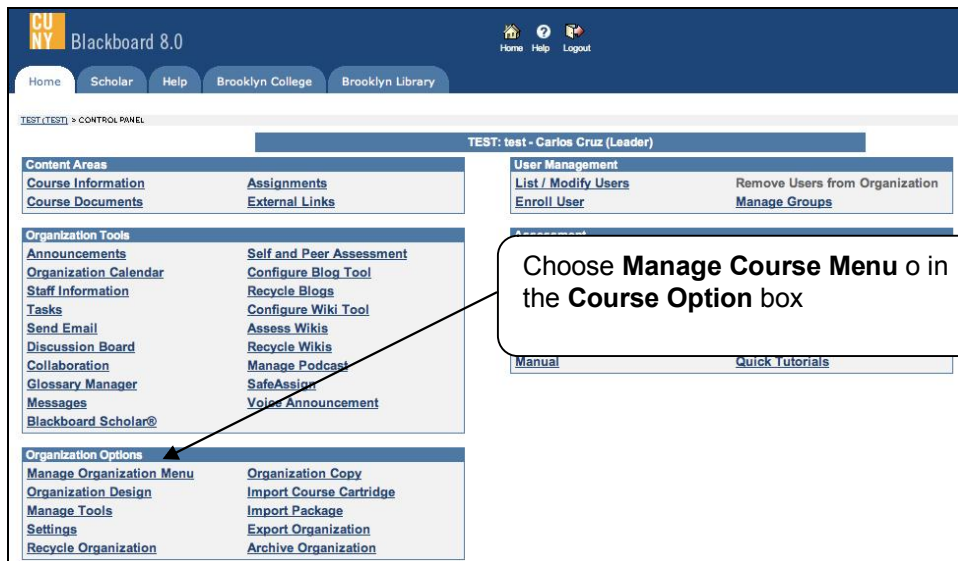 CU
NY Blackboard 8.0
Home Help Logout
Home Scholar Help Brooklyn College Brooklyn Library
TEST (TEST) > CONTROL PANEL
TEST: test - Carlos Cruz (Leader)
Content Areas
Course Information Assignments
Course Documents External Links
User Management
List / Modify Users Remove Users from Organization
Enroll User Manage Groups
Organization Tools
Announcements Self and Peer Assessment
Organization Calendar Configure Blog Tool
Staff Information Recycle Blogs
Tasks Configure Wiki Tool
Send Email Assess Wikis
Discussion Board Recycle Wikis
Collaboration Manage Podcast
Glossary Manager SafeAssign
Messages Voice Announcement
Blackboard Scholar®
Assessment
Choose Manage Course Menu o in
the Course Option box
Manual Quick Tutorials
Organization Options
Manage Organization Menu Organization Copy
Organization Design Import Course Cartridge
Manage Tools Import Package
Settings Export Organization
Recycle Organization Archive Organization